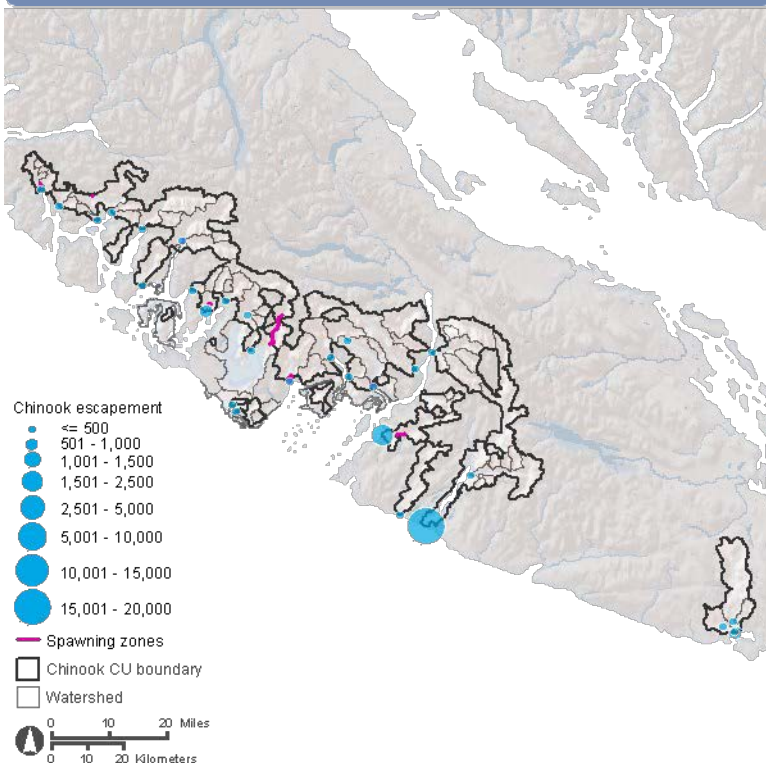 Chinook escapement
<= 500
501 - 1,000
1,001 - 1,500
1,501 - 2,500
2,501 - 5,000
5,001 - 10,000
10,001 - 15,000
15,001 - 20,000
Spawning zones
Chinook CU boundary
Watershed
0 10 20 Miles
0 10 20 Kilometers